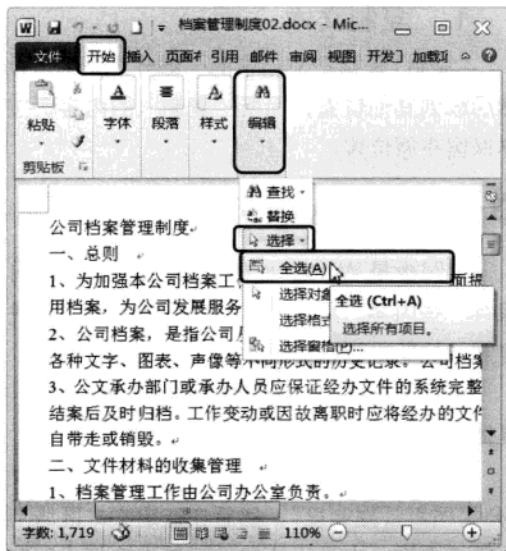 档案管理制度02.docx - Mic...
文件 开始 插入 页面布 引用 邮件 审阅 视图 开发工 加载项
粘贴 字体 段落 样式 编辑
剪贴板
查找
替换
选择
全选(A)
选择对象
选择格式
选择窗格(P)...
全选 (Ctrl+A)
选择所有项目。
公司档案管理制度
一、总则
1、为加强本公司档案工
用档案，为公司发展服务
2、公司档案，是指公司
各种文字、图表、声像等不同形式的历史记录。公司档案
3、公文承办部门或承办人员应保证经办文件的系统完整
结案后及时归档。工作变动或因故离职时应将经办的文件
自带走或销毁。
二、文件材料的收集管理
1、档案管理工作由公司办公室负责。
字数: 1,719 110%